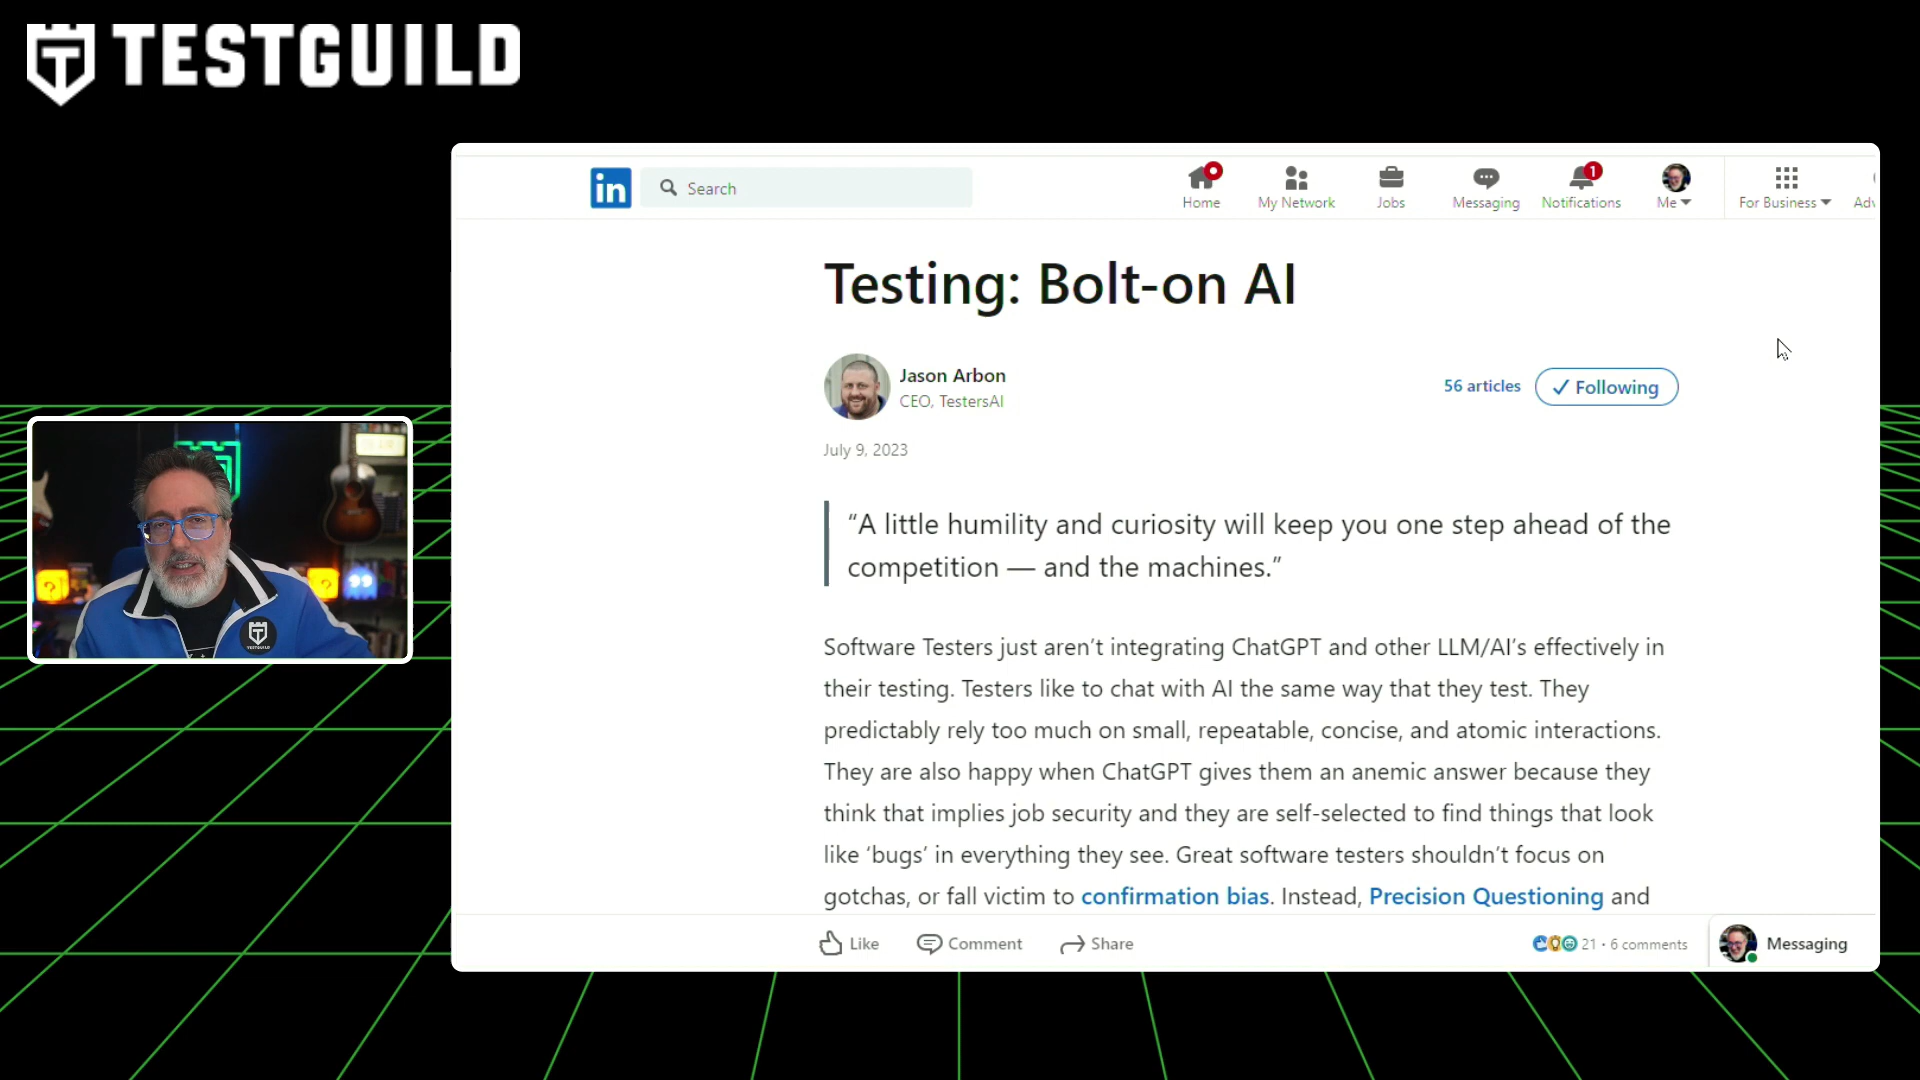 TESTGUILD
in
Search
Home
My Network
Jobs
Messaging
1
Notifications
Me
For Business
Adv
Testing: Bolt-on AI
Jason Arbon
CEO, TestersAI
56 articles
Following
July 9, 2023
“A little humility and curiosity will keep you one step ahead of the
competition — and the machines.”
Software Testers just aren’t integrating ChatGPT and other LLM/AI’s effectively in
their testing. Testers like to chat with AI the same way that they test. They
predictably rely too much on small, repeatable, concise, and atomic interactions.
They are also happy when ChatGPT gives them an anemic answer because they
think that implies job security and they are self-selected to find things that look
like ‘bugs’ in everything they see. Great software testers shouldn’t focus on
gotchas, or fall victim to confirmation bias. Instead, Precision Questioning and
Like
Comment
Share
21 · 6 comments
Messaging
T
TESTGUILD